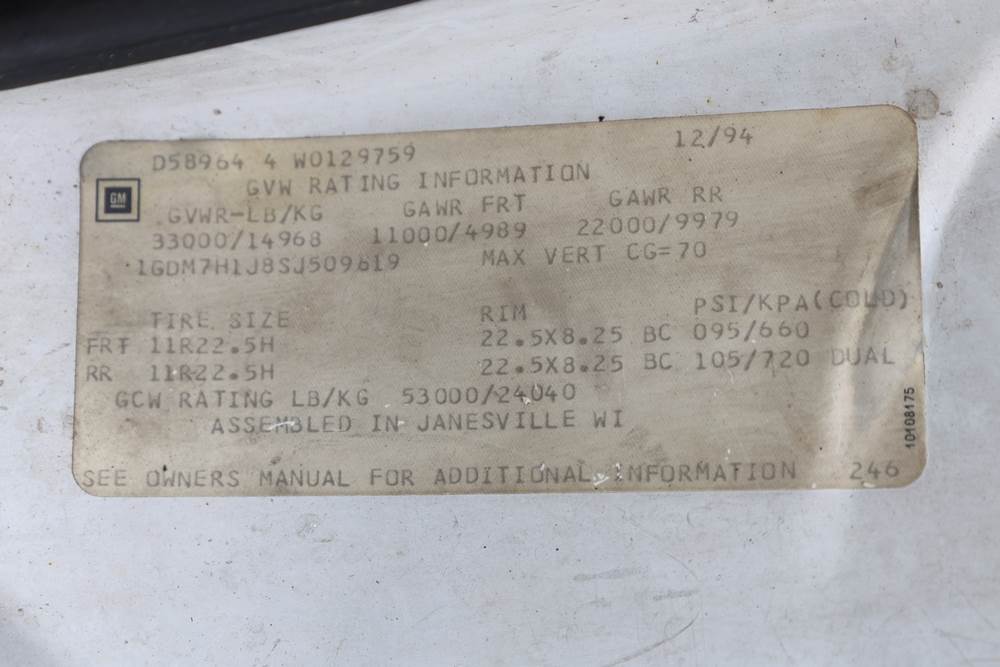 D58964 4 W0129759 12/94
GM
GVW RATING INFORMATION
GVWR-LB/KG GAWR FRT GAWR RR
33000/14968 11000/4989 22000/9979
1GDM7H1J8SJ509619 MAX VERT CG=70
TIRE SIZE RIM PSI/KPA(COLD)
FRT 11R22.5H 22.5X8.25 BC 095/660
RR 11R22.5H 22.5X8.25 BC 105/720 DUAL
GCW RATING LB/KG 53000/24040
ASSEMBLED IN JANESVILLE WI
10108175
SEE OWNERS MANUAL FOR ADDITIONAL INFORMATION 246